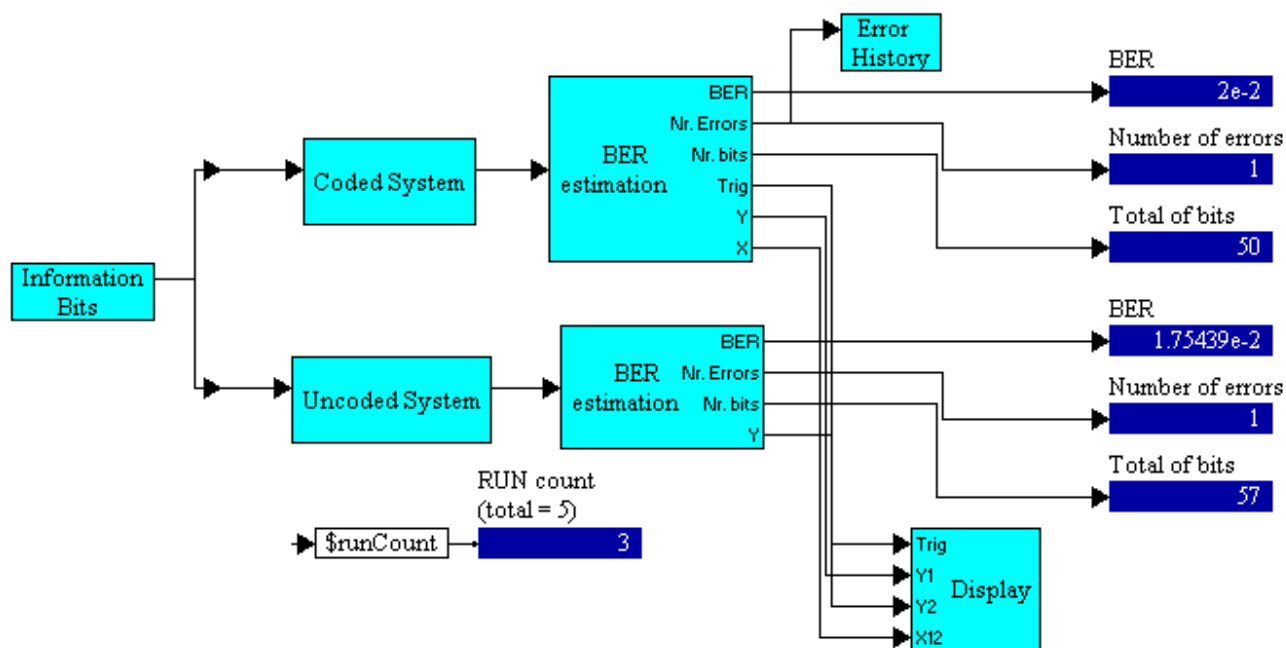 Error
History
BER
2e-2
BER
Nr. Errors
Nr. bits
Trig
Y
X
BER
estimation
Number of errors
1
Coded System
Total of bits
50
Information
Bits
BER
1.75439e-2
BER
Nr. Errors
Nr. bits
Y
BER
estimation
Uncoded System
Number of errors
1
Total of bits
57
RUN count
(total = 5)
$runCount
3
Trig
Y1
Y2
X12
Display